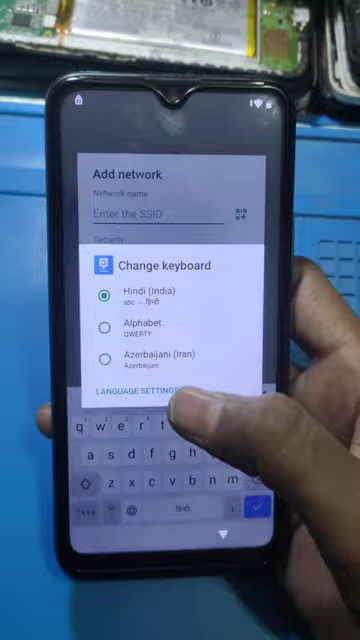 Add network
Network name
Enter the SSID
Security
Change keyboard
Hindi (India)
abc → हिन्दी
Alphabet
QWERTY
Azerbaijani (Iran)
Azerbaijani
LANGUAGE SETTINGS
q w e r t
a s d f g h
z x c v b n m
हिन्दी